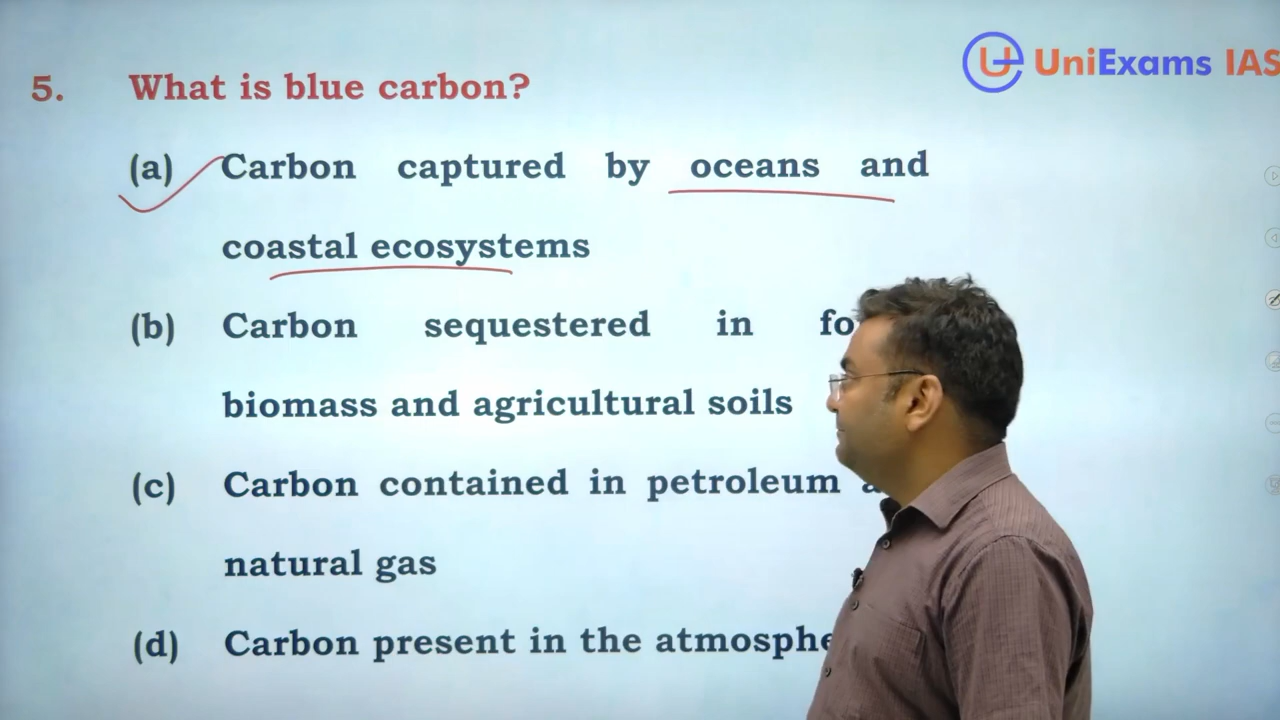 UniExams IAS
5. What is blue carbon?
(a) Carbon captured by oceans and
coastal ecosystems
(b) Carbon sequestered in
biomass and agricultural soils
(c) Carbon contained in petroleum
natural gas
(d) Carbon present in the